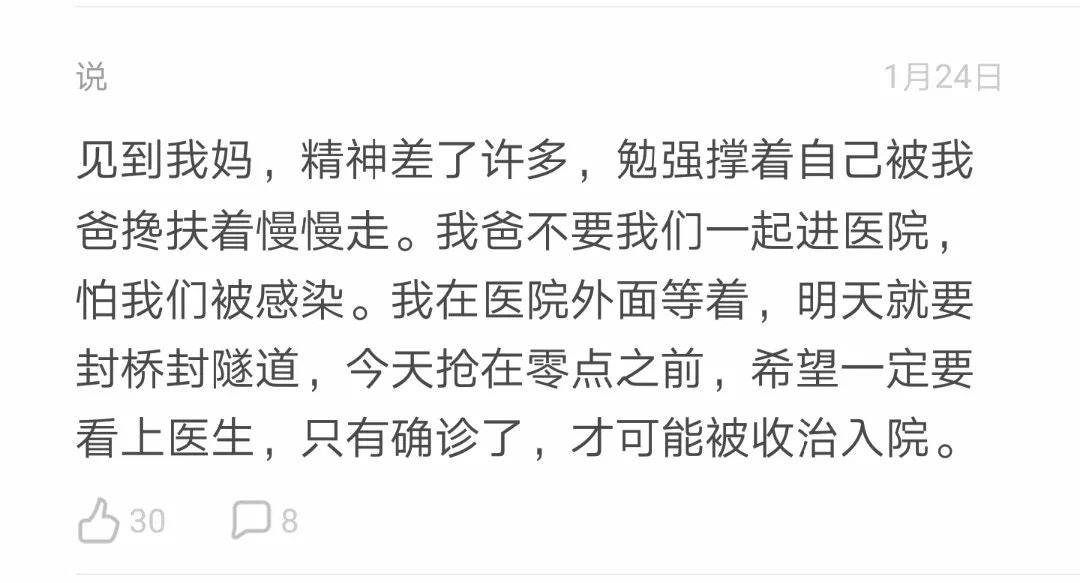 说
1月24日
见到我妈，精神差了许多，勉强撑着自己被我
爸搀扶着慢慢走。我爸不要我们一起进医院，
怕我们被感染。我在医院外面等着，明天就要
封桥封隧道，今天抢在零点之前，希望一定要
看上医生，只有确诊了，才可能被收治入院。
30
8